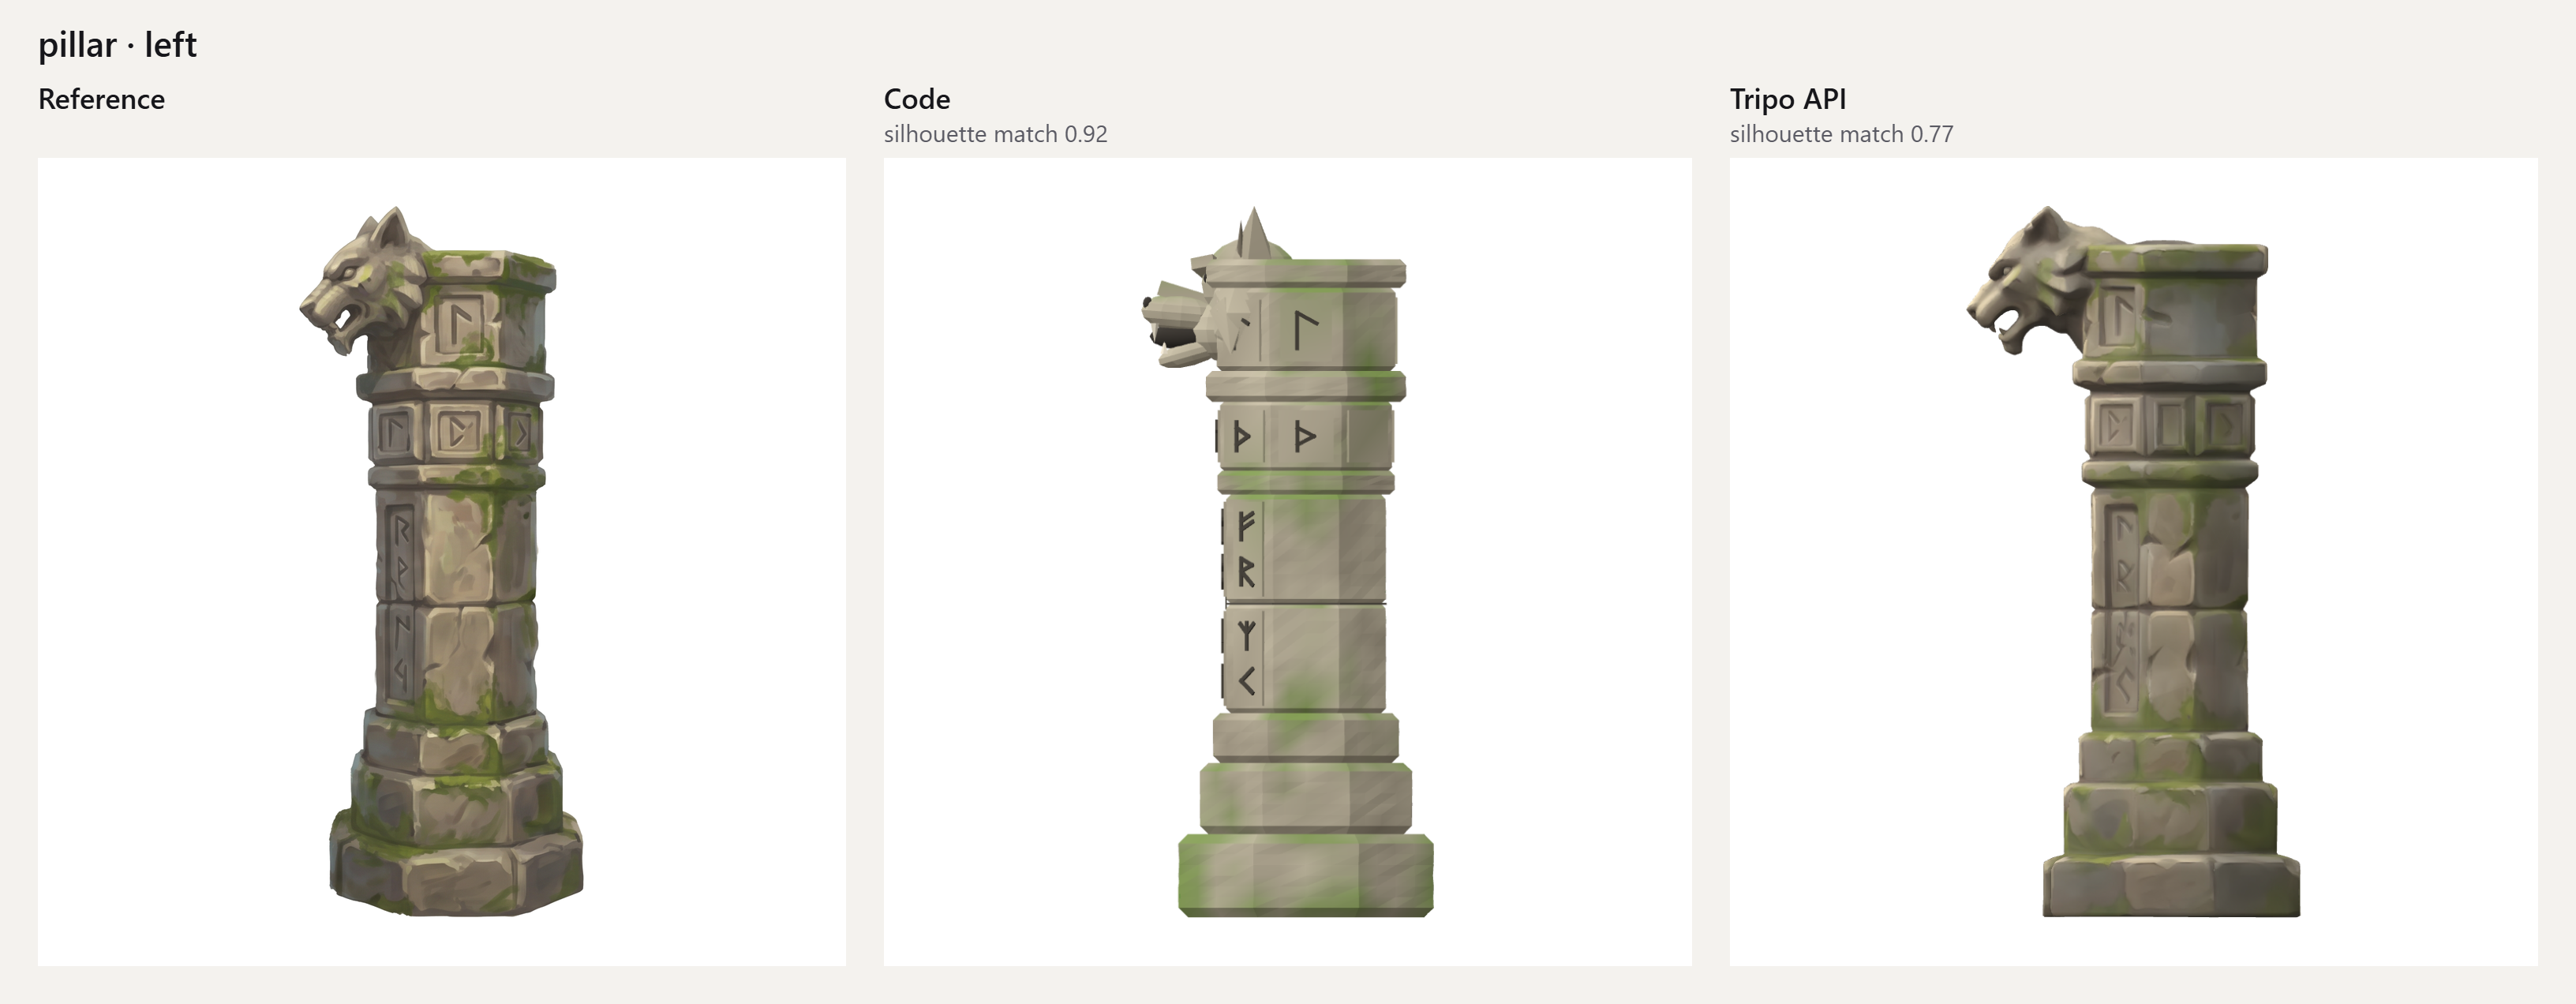 pillar · left
Reference
Code
silhouette match 0.92
Tripo API
silhouette match 0.77
ᛚ
ᚦ ᚦ
ᚠ
ᚱ
ᛉ
ᚲ